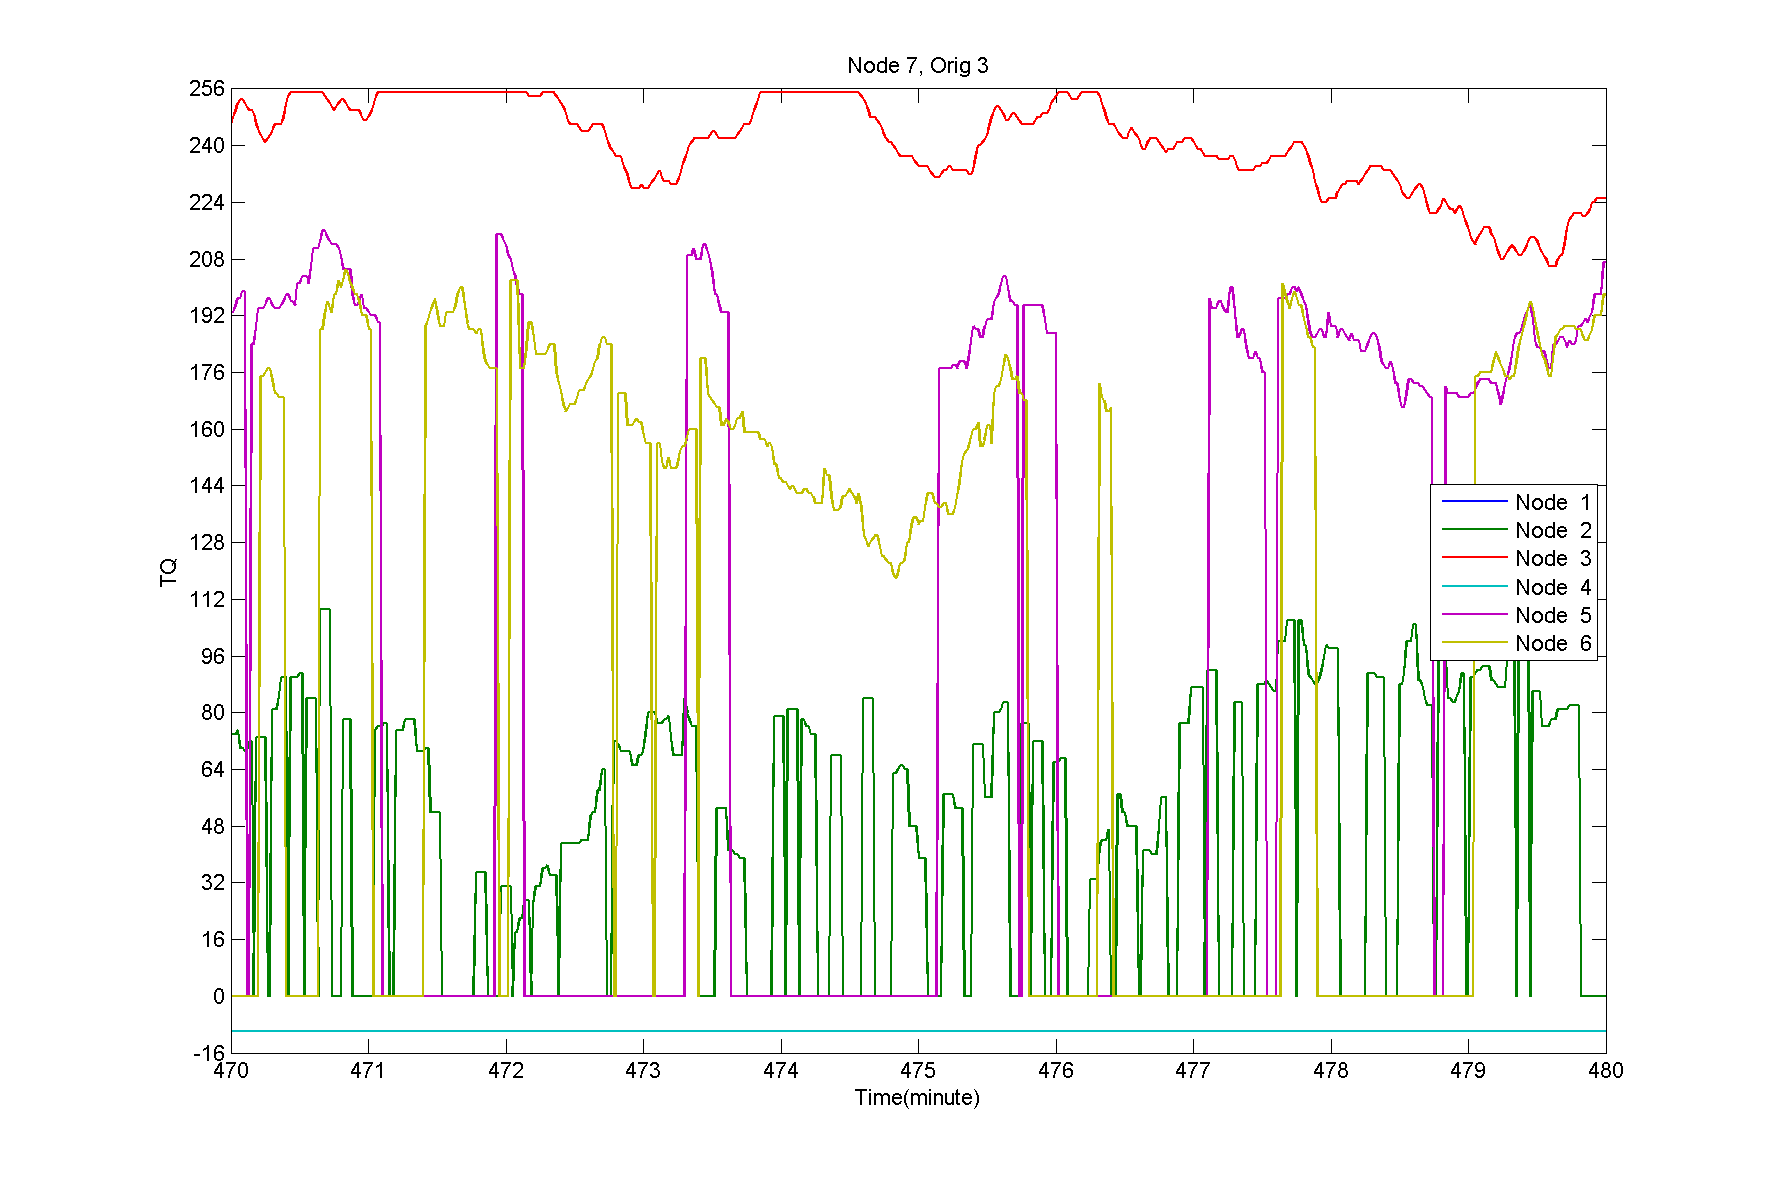 Node 7, Orig 3
256
240
224
208
192
176
160
144
128
112
96
80
64
48
32
16
0
-16
TQ
Node 1
Node 2
Node 3
Node 4
Node 5
Node 6
470 471 472 473 474 475 476 477 478 479 480
Time(minute)